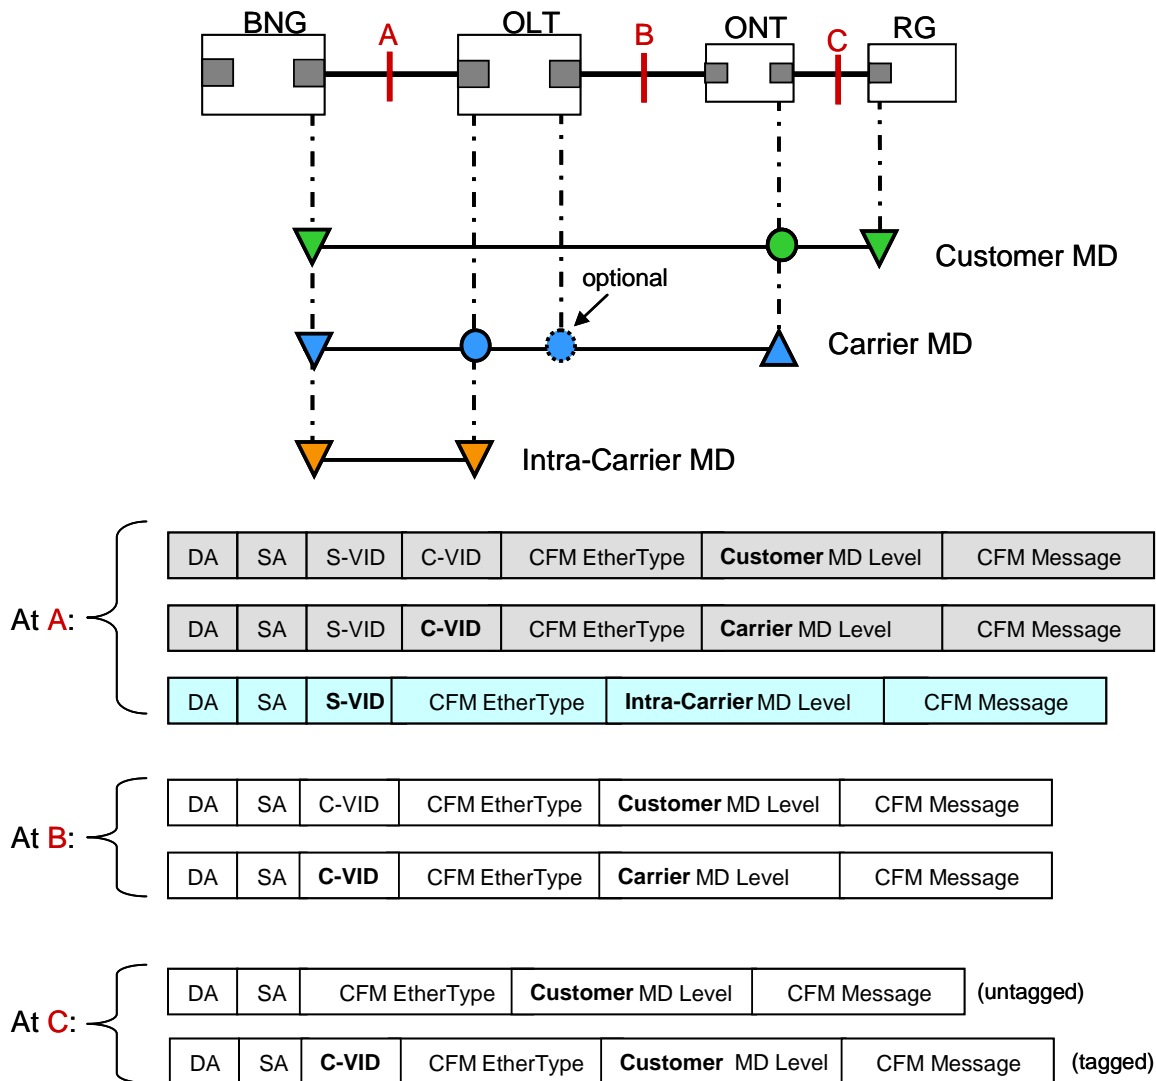 BNG OLT ONT RG
A B C
Customer MD
optional
Carrier MD
Intra-Carrier MD
At A:
DA SA S-VID C-VID CFM EtherType Customer MD Level CFM Message
DA SA S-VID C-VID CFM EtherType Carrier MD Level CFM Message
DA SA S-VID CFM EtherType Intra-Carrier MD Level CFM Message
At B:
DA SA C-VID CFM EtherType Customer MD Level CFM Message
DA SA C-VID CFM EtherType Carrier MD Level CFM Message
At C:
DA SA CFM EtherType Customer MD Level CFM Message (untagged)
DA SA C-VID CFM EtherType Customer MD Level CFM Message (tagged)